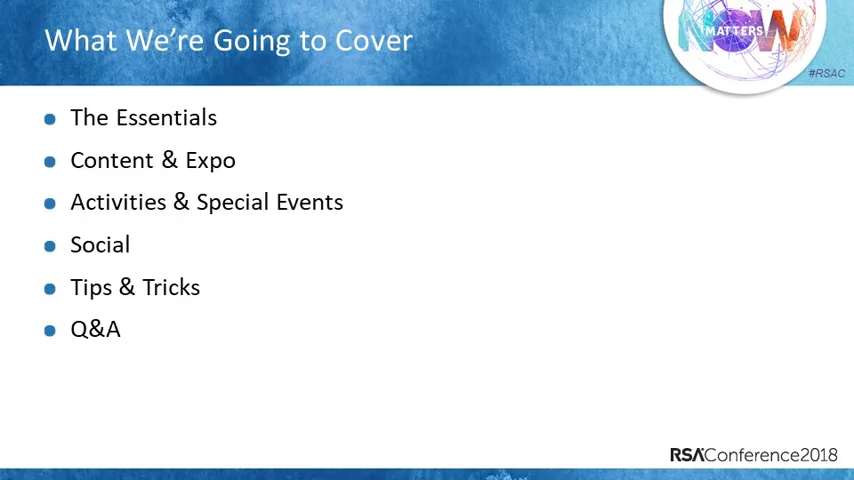 What We're Going to Cover
NOW
MATTERS
#RSAC
The Essentials
Content & Expo
Activities & Special Events
Social
Tips & Tricks
Q&A
RSAConference2018